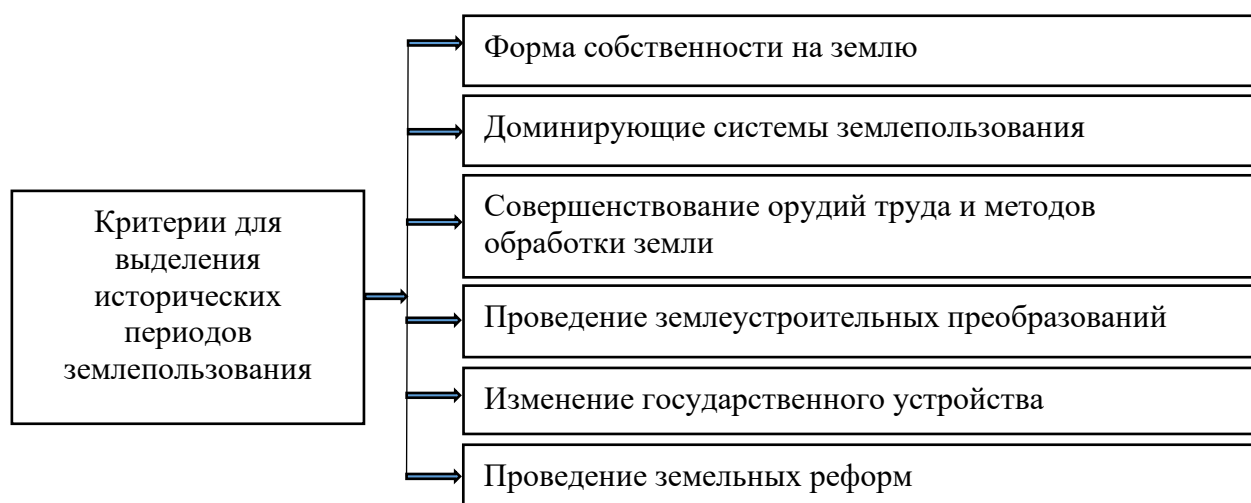 Критерии для
выделения
исторических
периодов
землепользования
Форма собственности на землю
Доминирующие системы землепользования
Совершенствование орудий труда и методов
обработки земли
Проведение землеустроительных преобразований
Изменение государственного устройства
Проведение земельных реформ